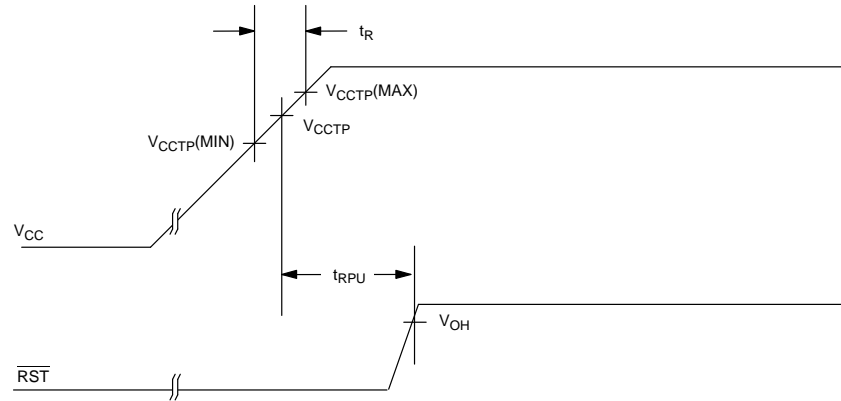 tR
VCCTP(MAX)
VCCTP
VCCTP(MIN)
VCC
tRPU
VOH
RST